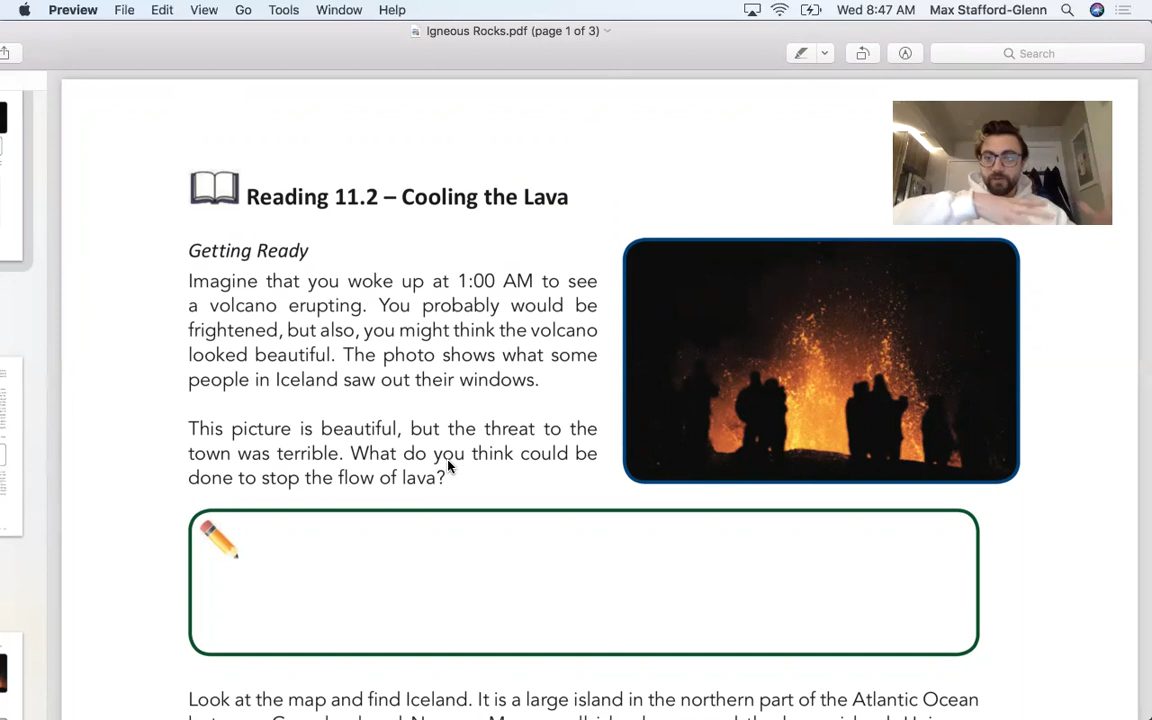 Preview File Edit View Go Tools Window Help Wed 8:47 AM Max Stafford-Glenn
Igneous Rocks.pdf (page 1 of 3)
Search
Reading 11.2 – Cooling the Lava
Getting Ready
Imagine that you woke up at 1:00 AM to see
a volcano erupting. You probably would be
frightened, but also, you might think the volcano
looked beautiful. The photo shows what some
people in Iceland saw out their windows.
This picture is beautiful, but the threat to the
town was terrible. What do you think could be
done to stop the flow of lava?
Look at the map and find Iceland. It is a large island in the northern part of the Atlantic Ocean